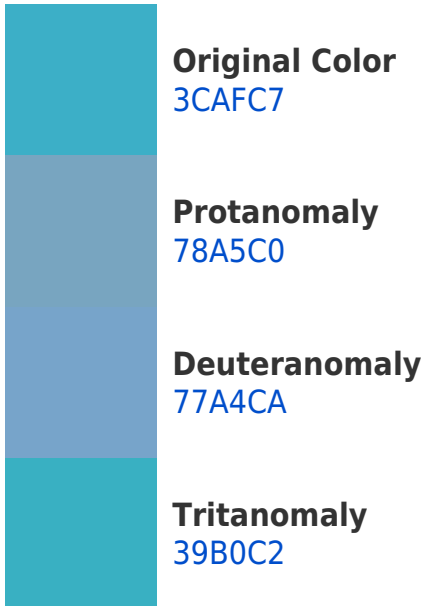 Original Color
3CAFC7
Protanomaly
78A5C0
Deuteranomaly
77A4CA
Tritanomaly
39B0C2